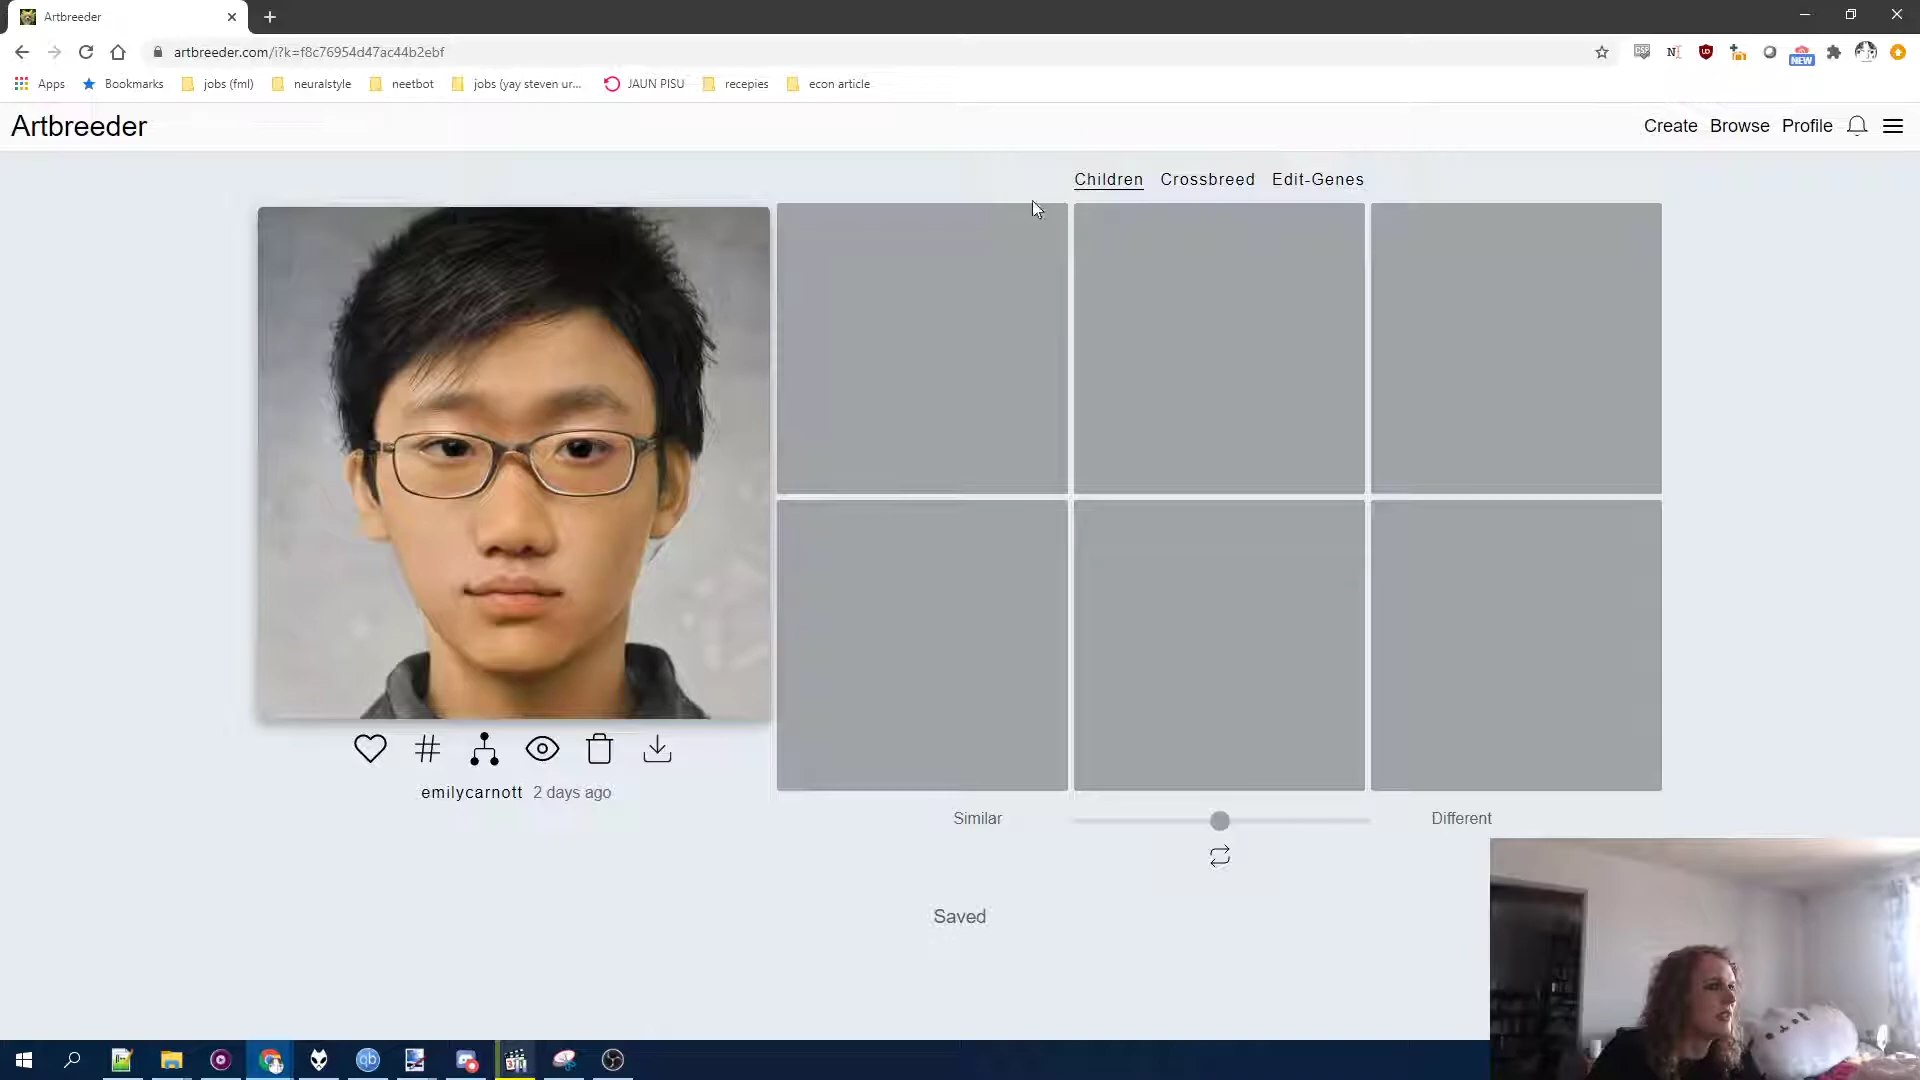 Artbreeder
artbreeder.com/i?k=f8c76954d47ac44b2ebf
NEW
Apps Bookmarks jobs (fml) neuralstyle neetbot jobs (yay steven ur... JAUN PISU recepies econ article
Artbreeder Create Browse Profile
Children Crossbreed Edit-Genes
emilycarnott 2 days ago
Similar Different
Saved